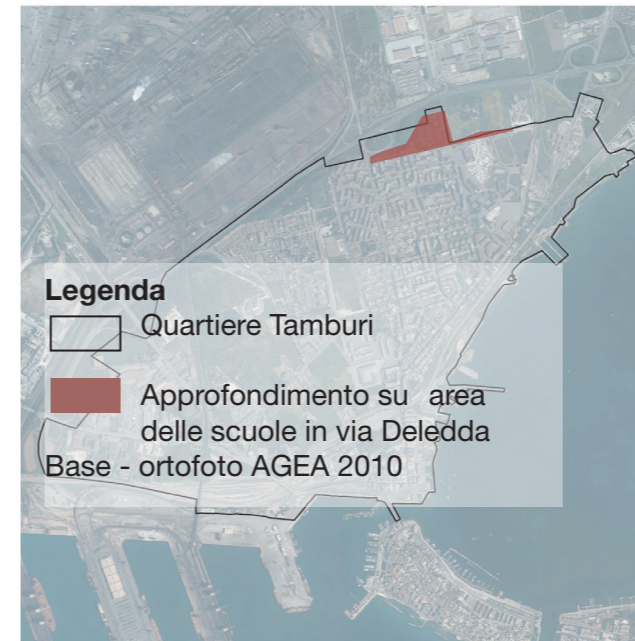 Legenda
Quartiere Tamburi
Approfondimento su area
delle scuole in via Deledda
Base - ortofoto AGEA 2010